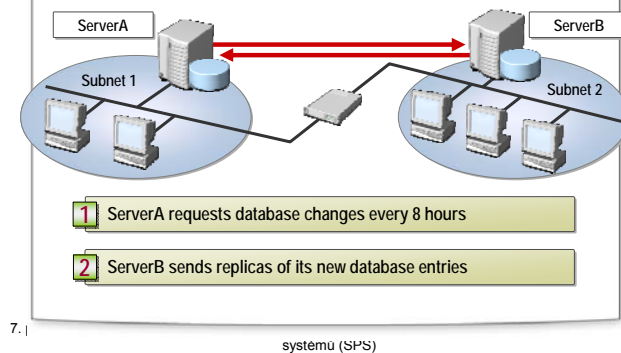 ServerA
ServerB
Subnet 1
Subnet 2
1 ServerA requests database changes every 8 hours
2 ServerB sends replicas of its new database entries
7.
systémů (SPS)